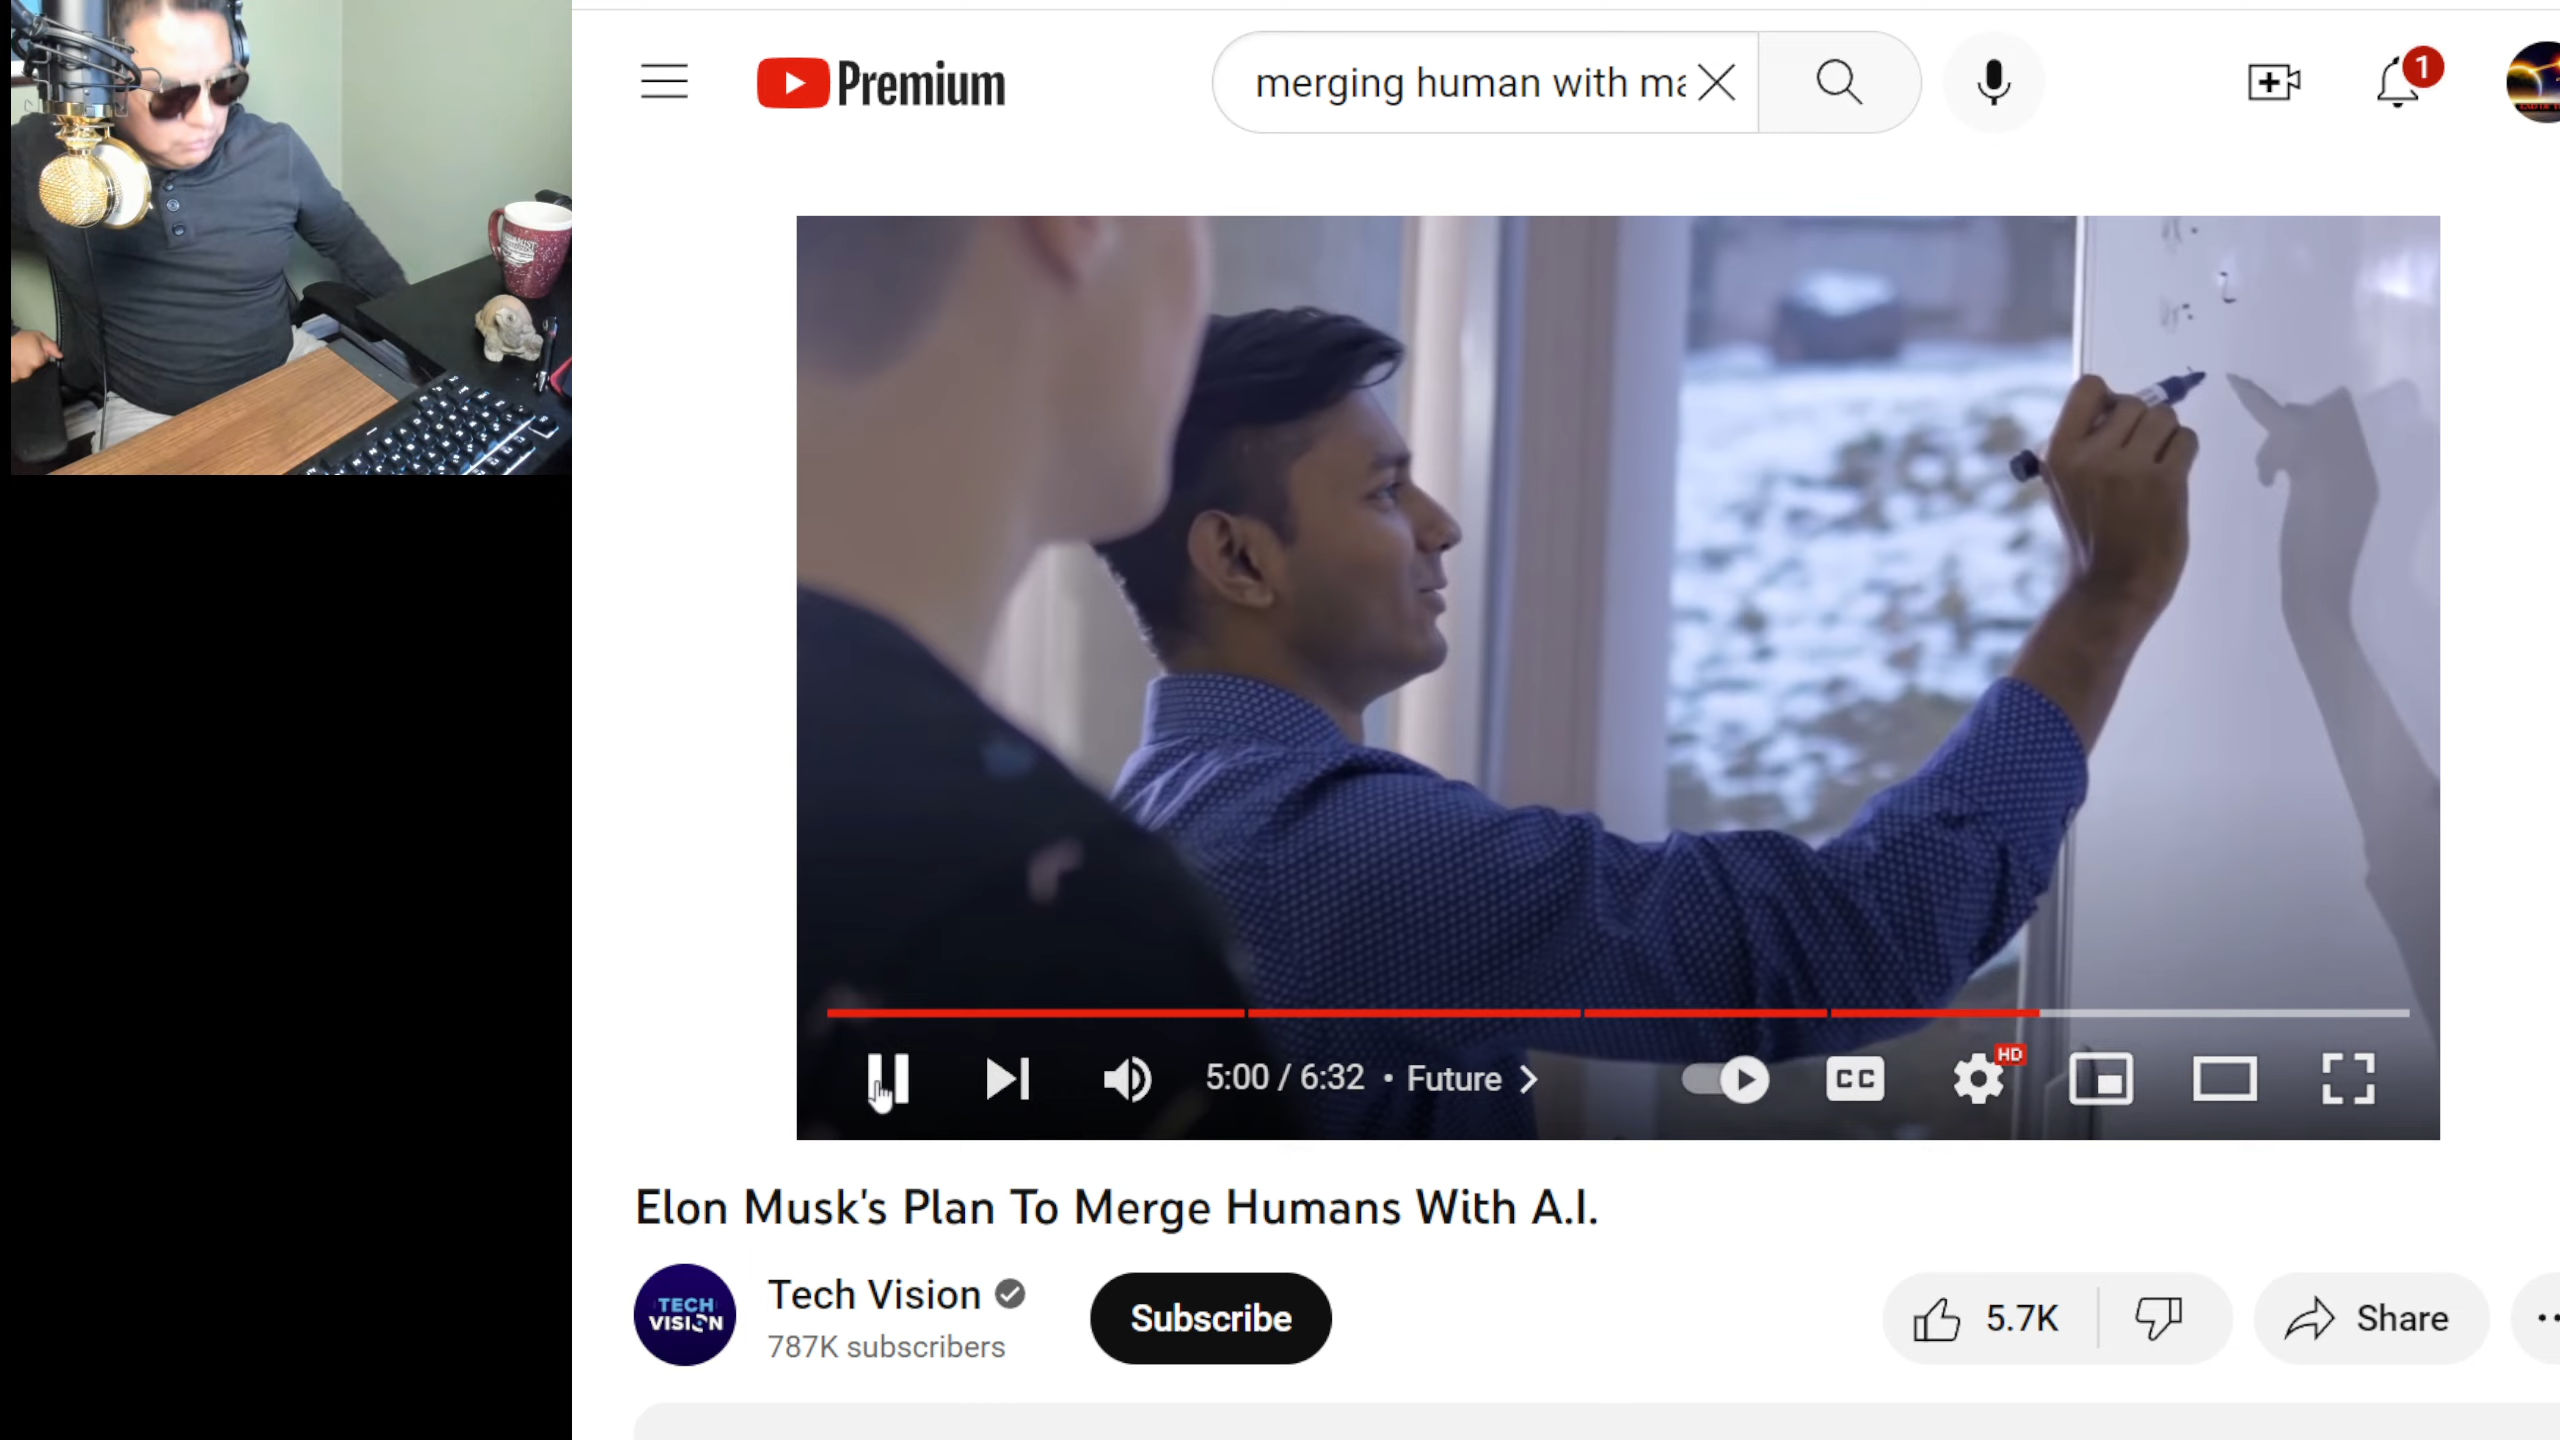 Premium
merging human with ma
1
5:00 / 6:32 • Future
CC
HD
Elon Musk's Plan To Merge Humans With A.I.
TECH
VISION
Tech Vision
787K subscribers
Subscribe
5.7K
Share